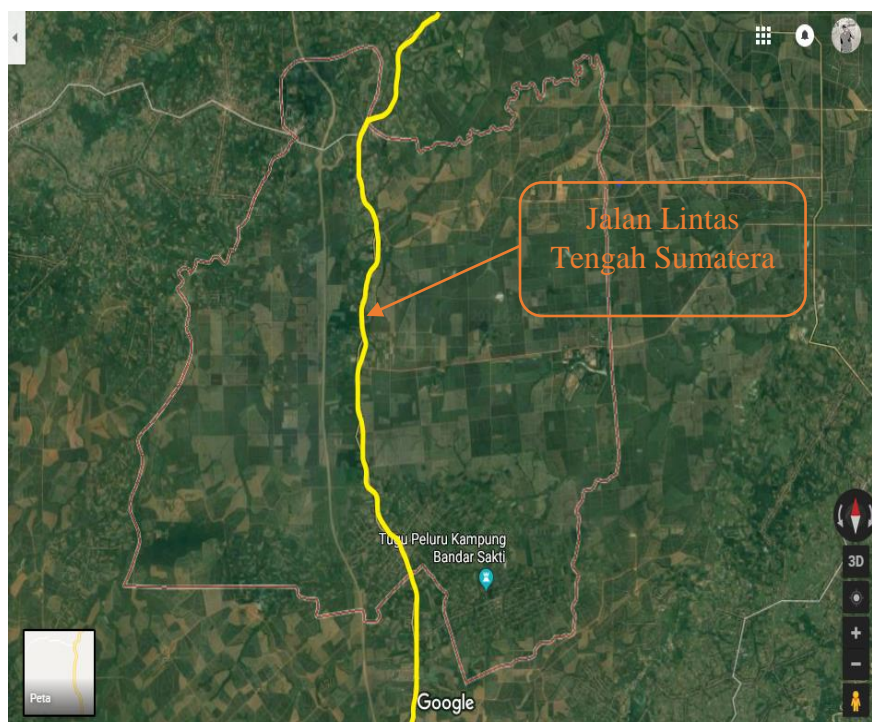 Jalan Lintas
Tengah Sumatera
Tugu Peluru Kampung
Bandar Sakti
3D
Peta
Google